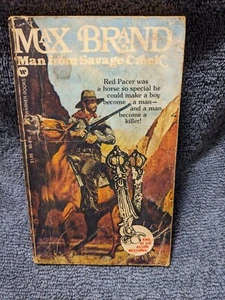 MAX BRAND
Man from Savage Creek
Red Pacer was
a horse so special he
could make a boy
become a man—
and a man
become a
killer!
W